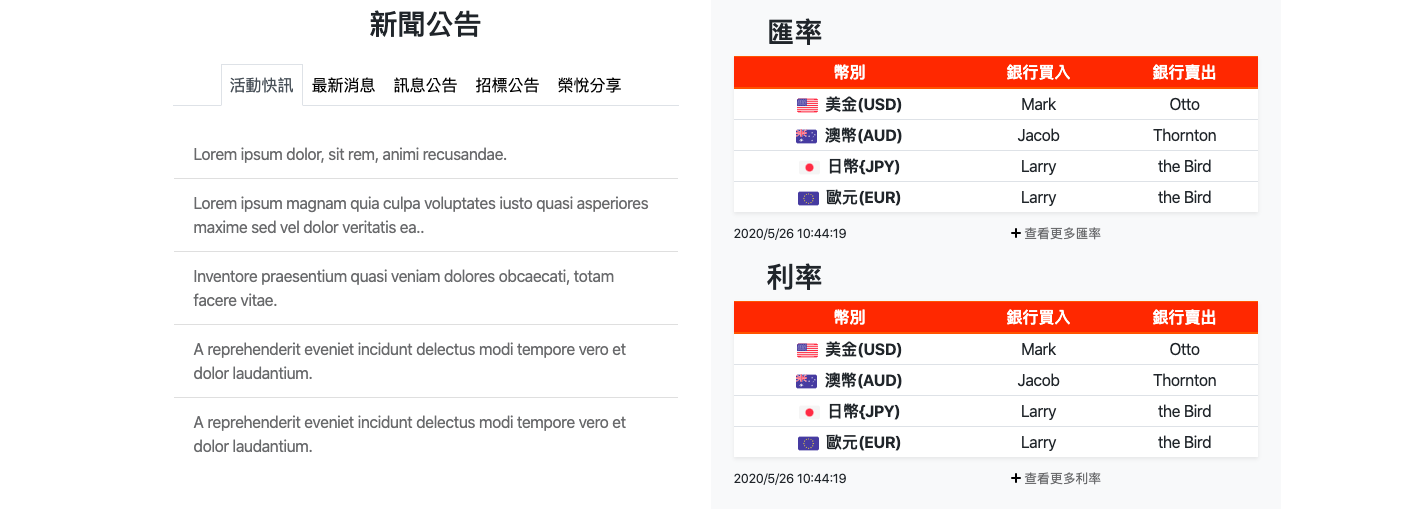 新聞公告
活動快訊 最新消息 訊息公告 招標公告 榮悅分享
Lorem ipsum dolor, sit rem, animi recusandae.
Lorem ipsum magnam quia culpa voluptates iusto quasi asperiores
maxime sed vel dolor veritatis ea..
Inventore praesentium quasi veniam dolores obcaecati, totam
facere vitae.
A reprehenderit eveniet incidunt delectus modi tempore vero et
dolor laudantium.
A reprehenderit eveniet incidunt delectus modi tempore vero et
dolor laudantium.
匯率
幣別 銀行買入 銀行賣出
美金(USD) Mark Otto
澳幣(AUD) Jacob Thornton
日幣{JPY) Larry the Bird
歐元(EUR) Larry the Bird
2020/5/26 10:44:19 查看更多匯率
利率
幣別 銀行買入 銀行賣出
美金(USD) Mark Otto
澳幣(AUD) Jacob Thornton
日幣{JPY) Larry the Bird
歐元(EUR) Larry the Bird
2020/5/26 10:44:19 查看更多利率